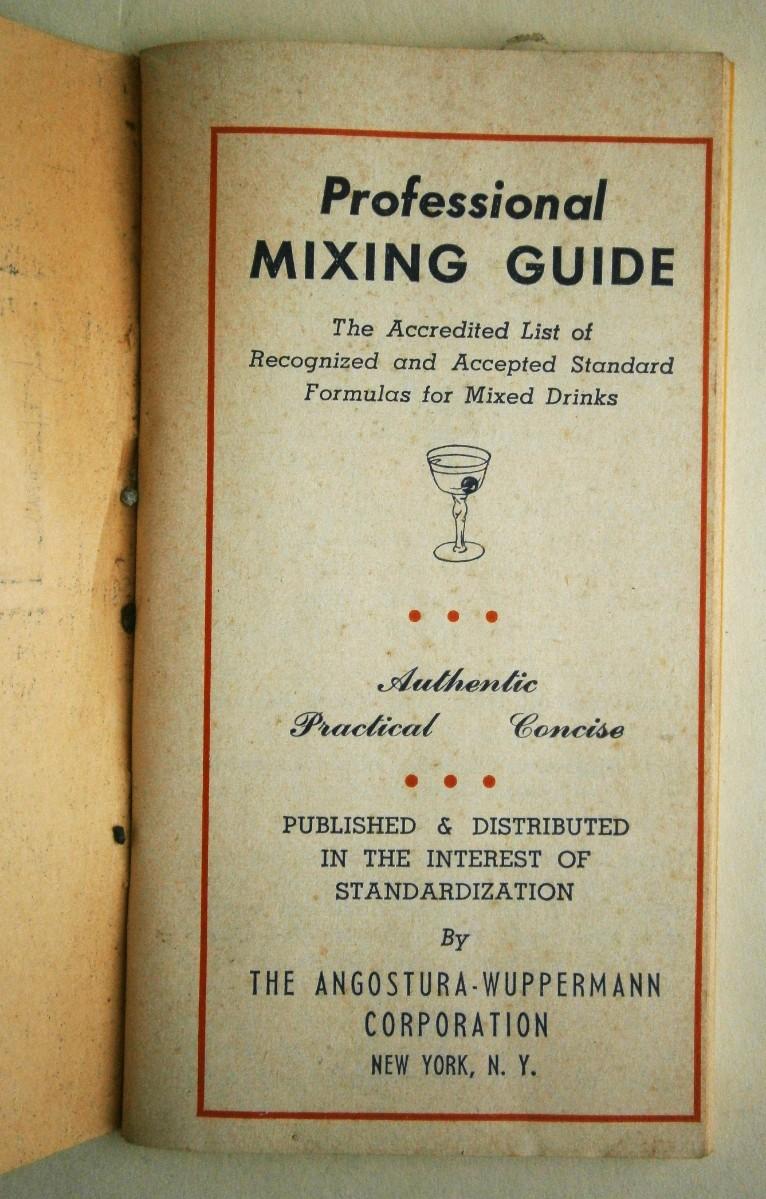 Professional
MIXING GUIDE
The Accredited List of
Recognized and Accepted Standard
Formulas for Mixed Drinks
Authentic
Practical Concise
PUBLISHED & DISTRIBUTED
IN THE INTEREST OF
STANDARDIZATION
By
THE ANGOSTURA-WUPPERMANN
CORPORATION
NEW YORK, N. Y.